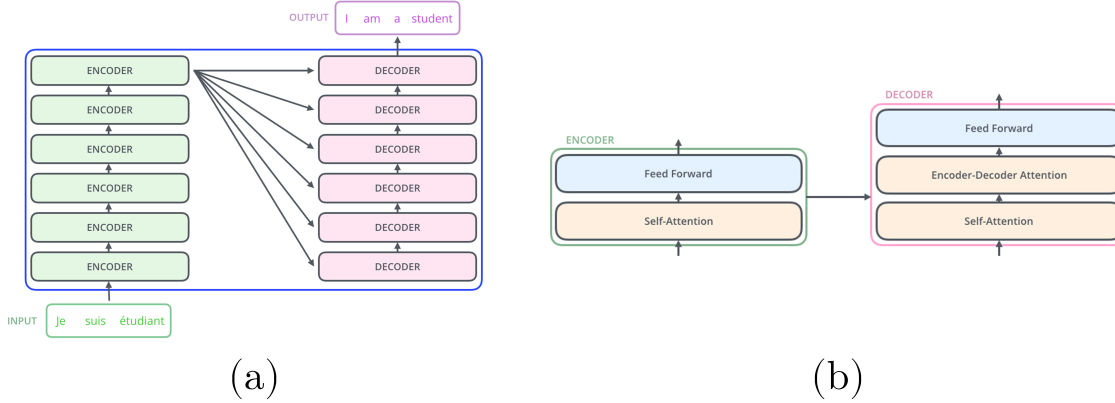 OUTPUT I am a student
ENCODER DECODER
ENCODER DECODER
ENCODER DECODER
ENCODER DECODER
ENCODER DECODER
ENCODER DECODER
INPUT Je suis étudiant
(a)
DECODER
Feed Forward
Encoder-Decoder Attention
Self-Attention
ENCODER
Feed Forward
Self-Attention
(b)